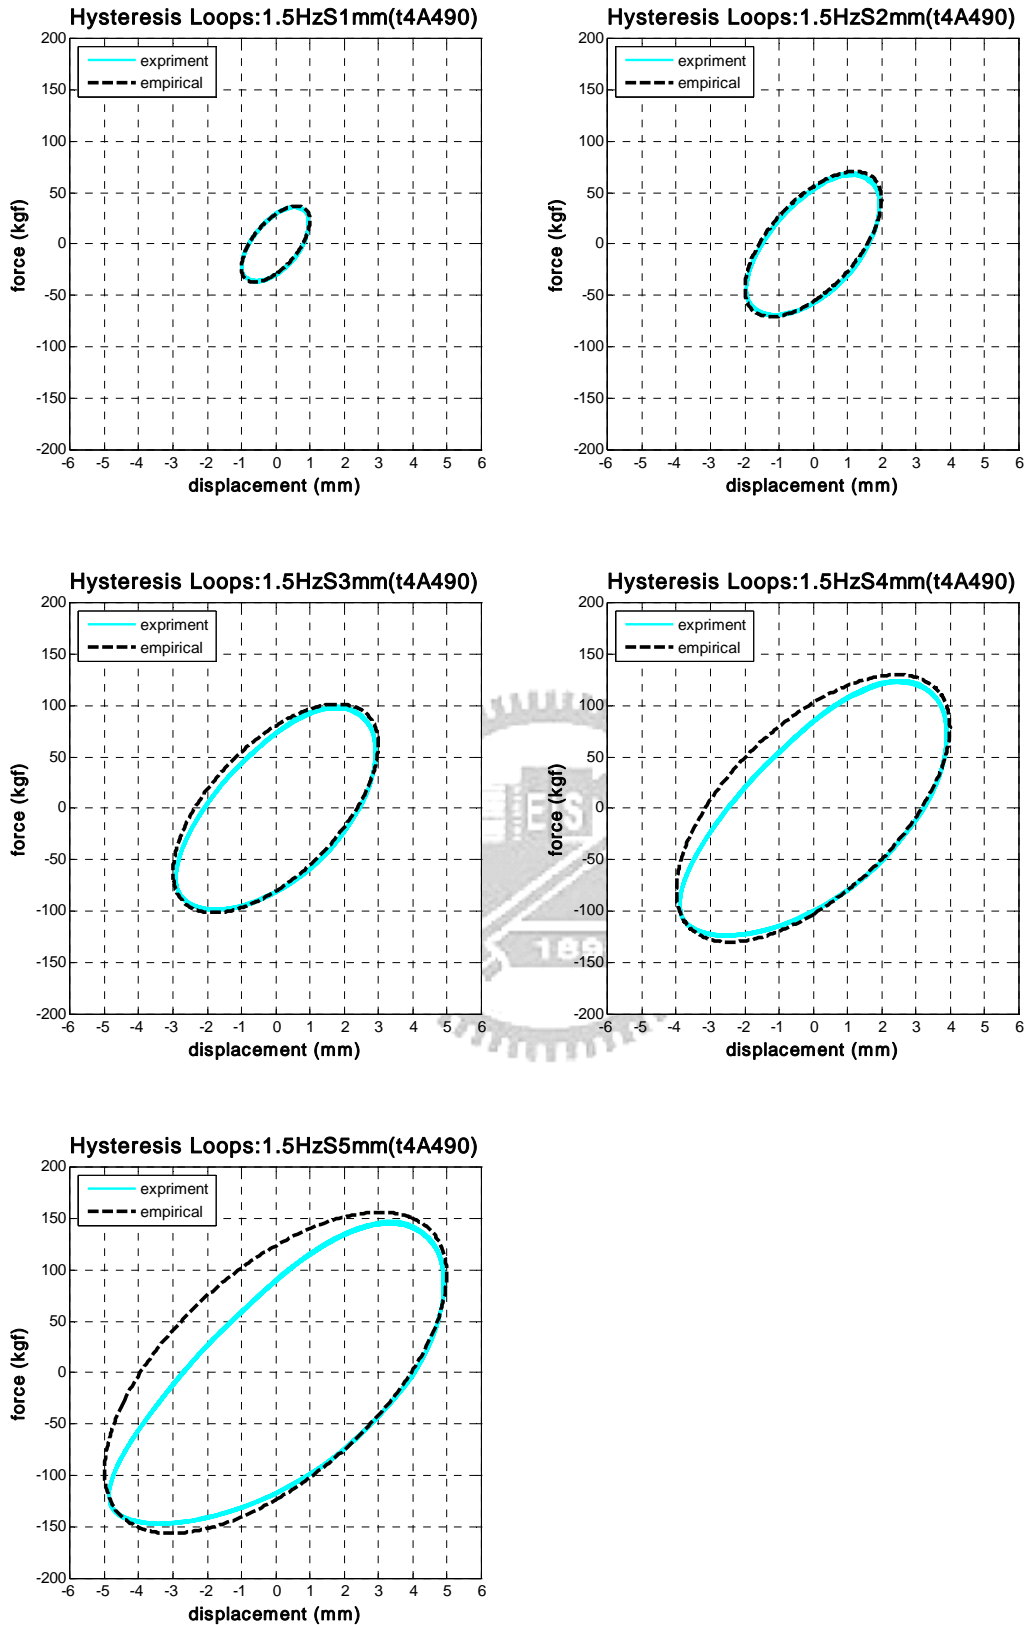 Hysteresis Loops:1.5HzS1mm(t4A490)
expriment
empirical
200
150
100
50
0
-50
-100
-150
-200
force (kgf)
-6 -5 -4 -3 -2 -1 0 1 2 3 4 5 6
displacement (mm)
Hysteresis Loops:1.5HzS2mm(t4A490)
expriment
empirical
200
150
100
50
0
-50
-100
-150
-200
force (kgf)
-6 -5 -4 -3 -2 -1 0 1 2 3 4 5 6
displacement (mm)
Hysteresis Loops:1.5HzS3mm(t4A490)
expriment
empirical
200
150
100
50
0
-50
-100
-150
-200
force (kgf)
-6 -5 -4 -3 -2 -1 0 1 2 3 4 5 6
displacement (mm)
Hysteresis Loops:1.5HzS4mm(t4A490)
expriment
empirical
200
150
100
50
0
-50
-100
-150
-200
force (kgf)
-6 -5 -4 -3 -2 -1 0 1 2 3 4 5 6
displacement (mm)
ES
189
Hysteresis Loops:1.5HzS5mm(t4A490)
expriment
empirical
200
150
100
50
0
-50
-100
-150
-200
force (kgf)
-6 -5 -4 -3 -2 -1 0 1 2 3 4 5 6
displacement (mm)